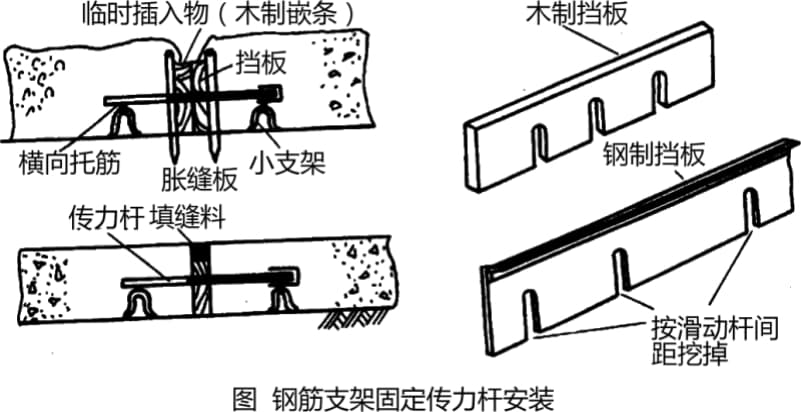 临时插入物（木制嵌条）
挡板
横向托筋
胀缝板
小支架
传力杆 填缝料
木制挡板
钢制挡板
按滑动杆间
距挖掉
图 钢筋支架固定传力杆安装